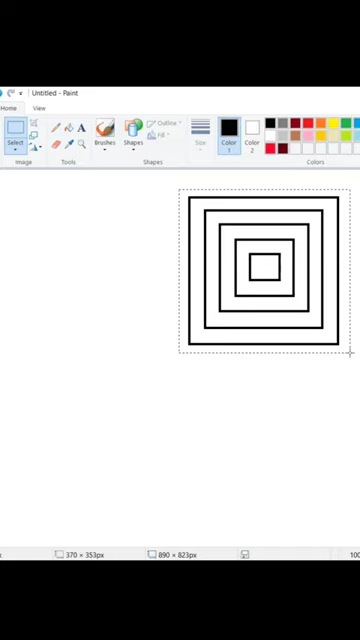 Untitled - Paint
Home View
Select
Brushes
Shapes
Outline
Fill
Size
Color
1
Color
2
Image Tools Shapes Colors
370 × 353px 890 × 823px 100